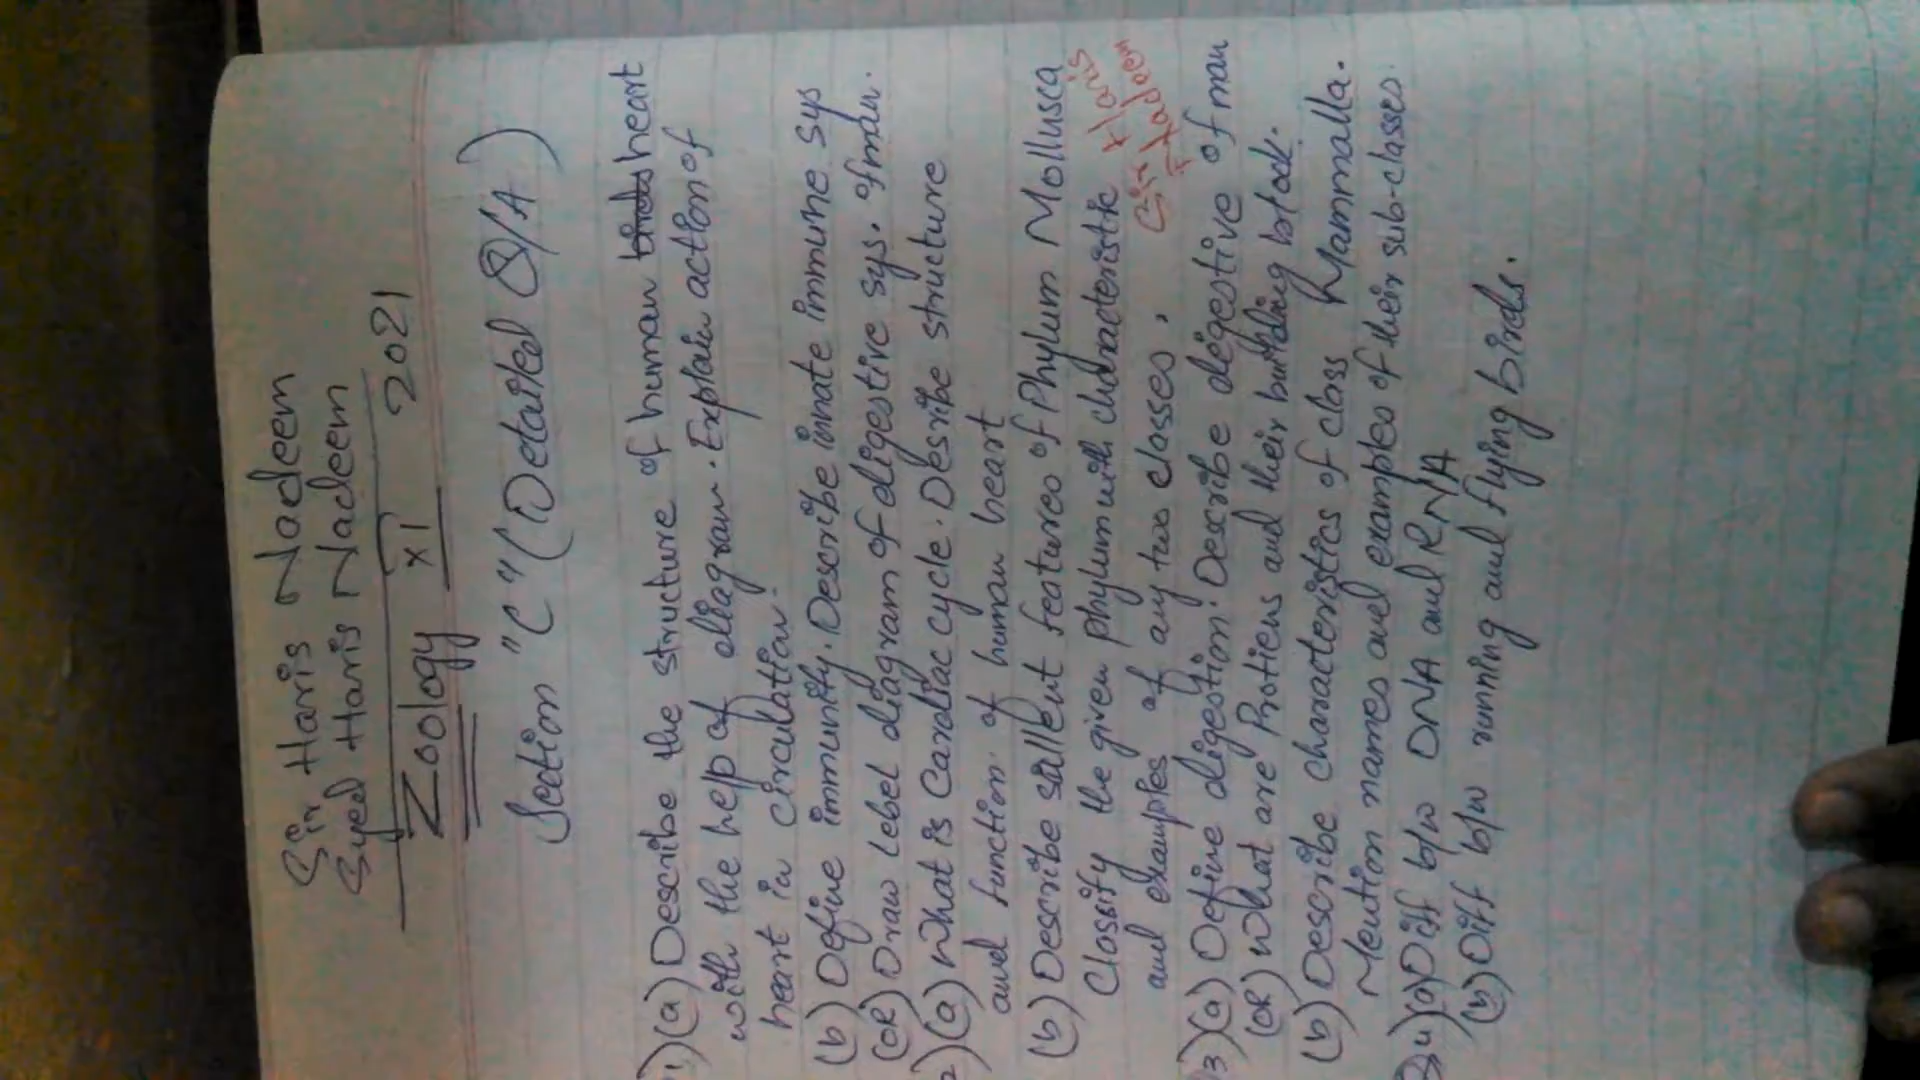 Sir Haris Nadeem
Syed Haris Nadeem
Zoology XI 2021
Section "C" (Detailed Q/A)
1)(a) Describe the structure of human heart
with the help of diagram. Explain action of
heart in circulation.
(b) Define immunity. Describe innate immune sys
(OR) Draw lebel diagram of digestive sys. of man.
2)(a) What is Cardiac cycle. Desribe structure
and function of human heart
(b) Describe salient features of Phylum Mollusca
Classify the given phylum with characteristic
and examples of any two classes.
Sir Haris
Nadeem
3)(a) Define digestion. Describe digestive of man
(OR) What are Protiens and their building block.
(b) Describe characteristics of class Mammalia.
Mention names and examples of their sub-classes.
4)(a) Diff b/w DNA and RNA
(b) Diff b/w running and flying birds.